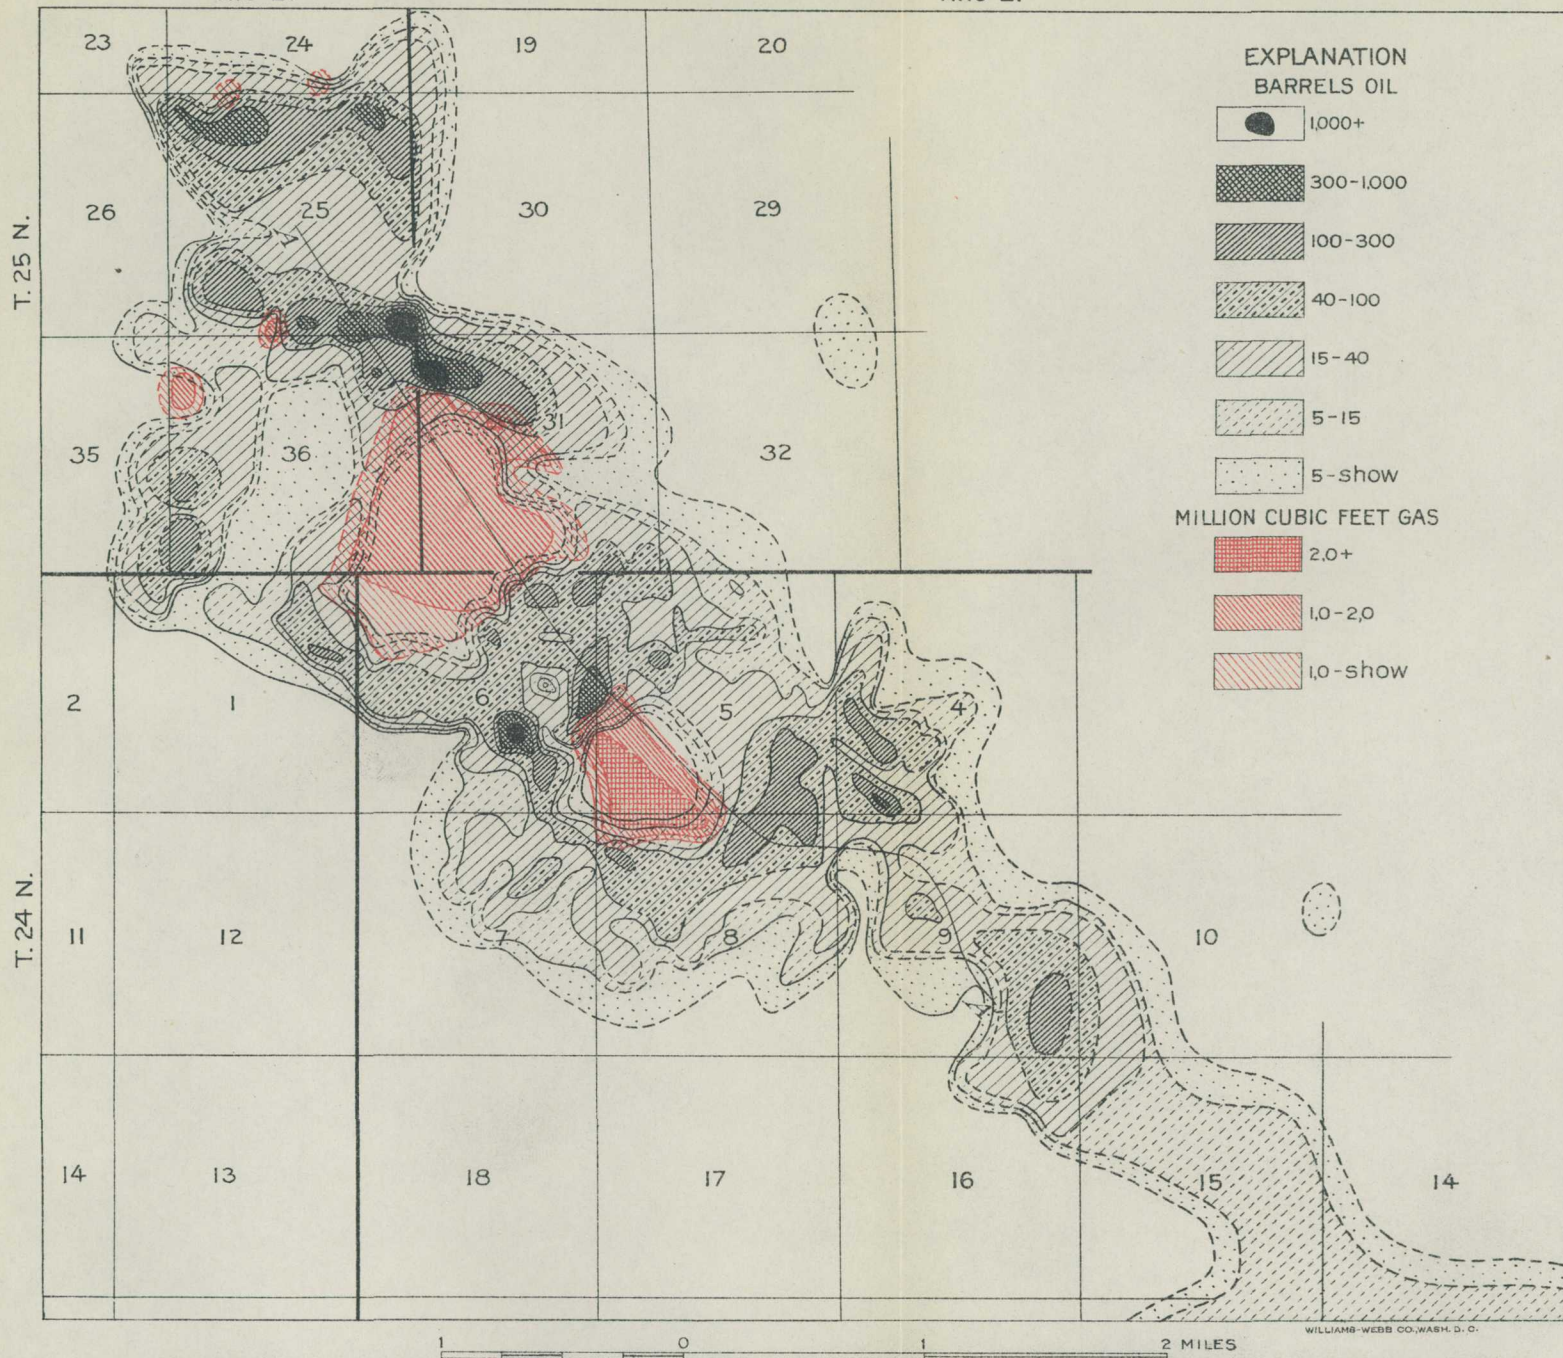 23 24 19 20
EXPLANATION
BARRELS OIL
1,000+
300-1,000
100-300
40-100
15-40
5-15
5-show
MILLION CUBIC FEET GAS
2.0+
1.0-2.0
1.0-show
T. 25 N.
26 25 30 29
35 36 31 32
T. 24 N.
2 1 6 5 4
11 12 7 8 9 10
14 13 18 17 16 15 14
WILLIAMS-WEBB CO., WASH. D. C.
1 0 1 2 MILES